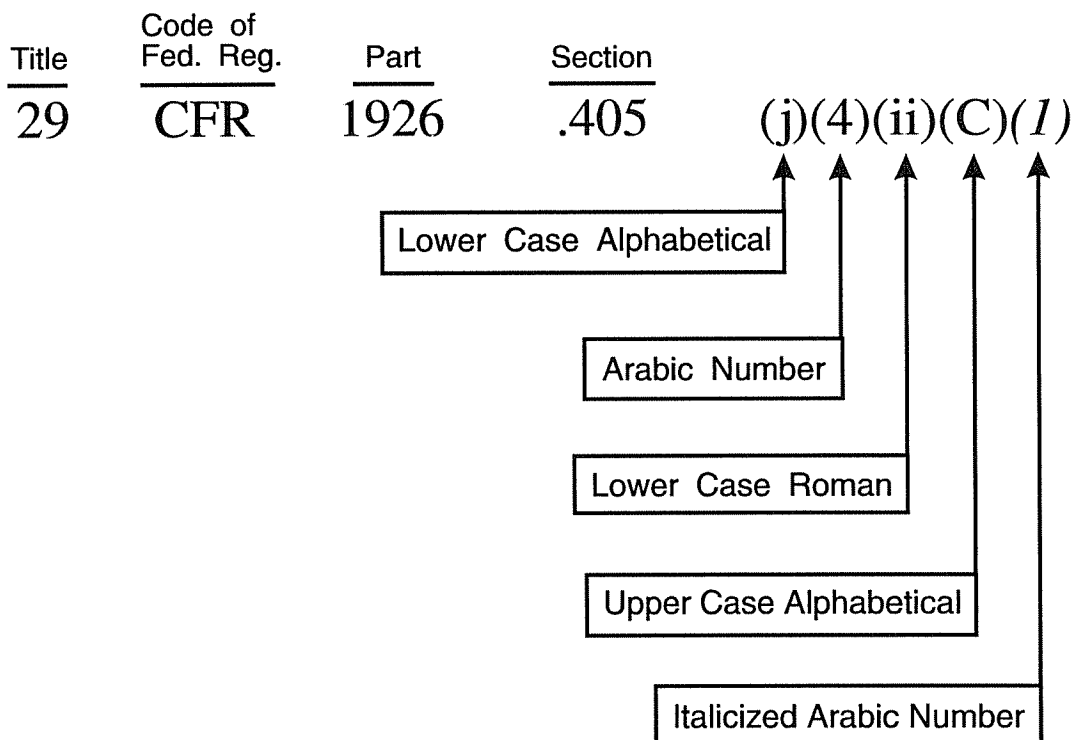 Code of
Title Fed. Reg. Part Section
29 CFR 1926 .405 (j)(4)(ii)(C)(1)
Lower Case Alphabetical
Arabic Number
Lower Case Roman
Upper Case Alphabetical
Italicized Arabic Number